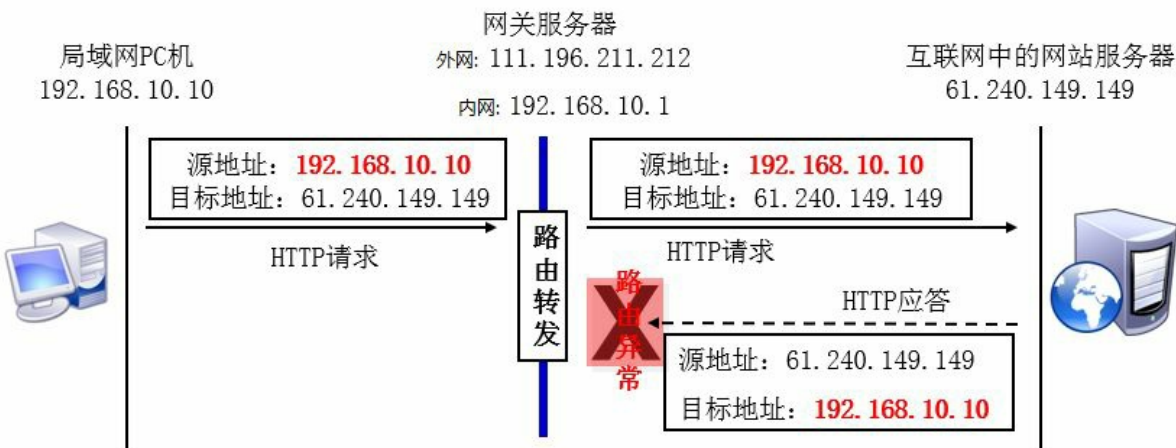 网关服务器
局域网PC机
外网: 111.196.211.212
互联网中的网站服务器
192.168.10.10
61.240.149.149
内网: 192.168.10.1
源地址: 192.168.10.10
目标地址: 61.240.149.149
源地址: 192.168.10.10
目标地址: 61.240.149.149
HTTP请求
路由转发
HTTP请求
路由异常
HTTP应答
源地址: 61.240.149.149
目标地址: 192.168.10.10